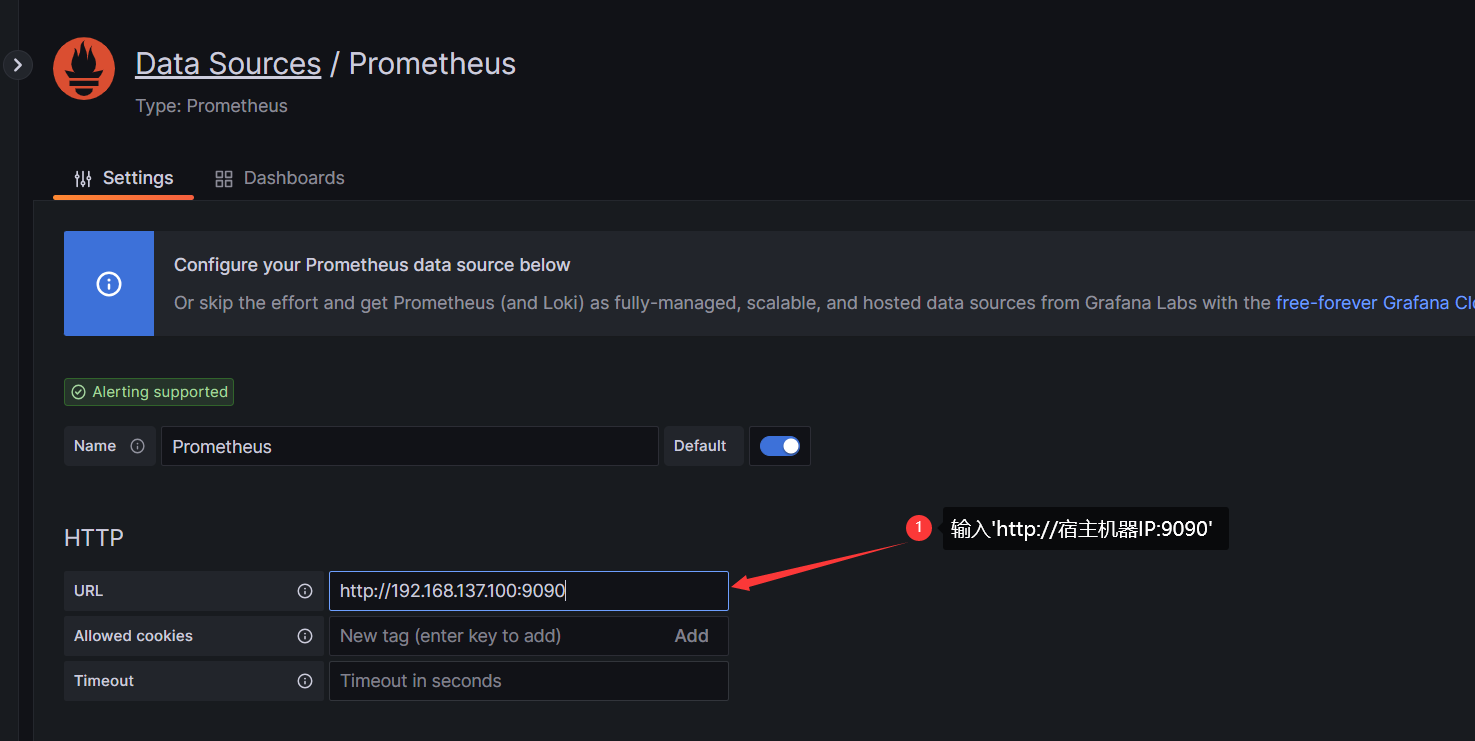 Data Sources / Prometheus
Type: Prometheus
Settings
Dashboards
Configure your Prometheus data source below
Or skip the effort and get Prometheus (and Loki) as fully-managed, scalable, and hosted data sources from Grafana Labs with the free-forever Grafana Clo
Alerting supported
Name
Prometheus
Default
HTTP
1
输入'http://宿主机器IP:9090'
URL
http://192.168.137.100:9090
Allowed cookies
New tag (enter key to add)
Add
Timeout
Timeout in seconds